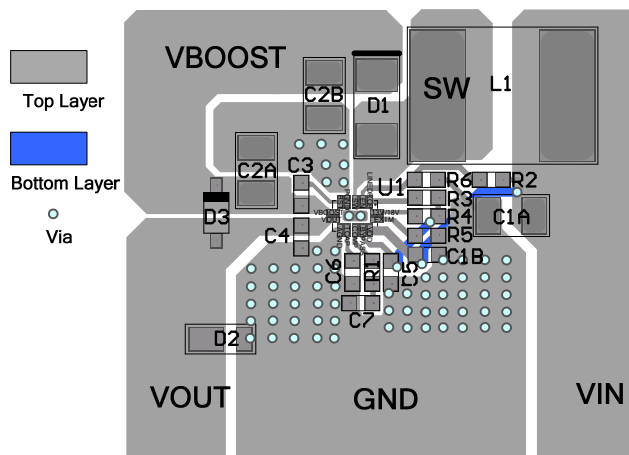 VBOOST
Top Layer
Bottom Layer
Via
C2B
D1
SW
L1
C2A
C3
U1
R6
R2
R3
D3
R4
C1A
R5
C4
C1B
C6
R1
C5
C7
D2
VOUT
GND
VIN